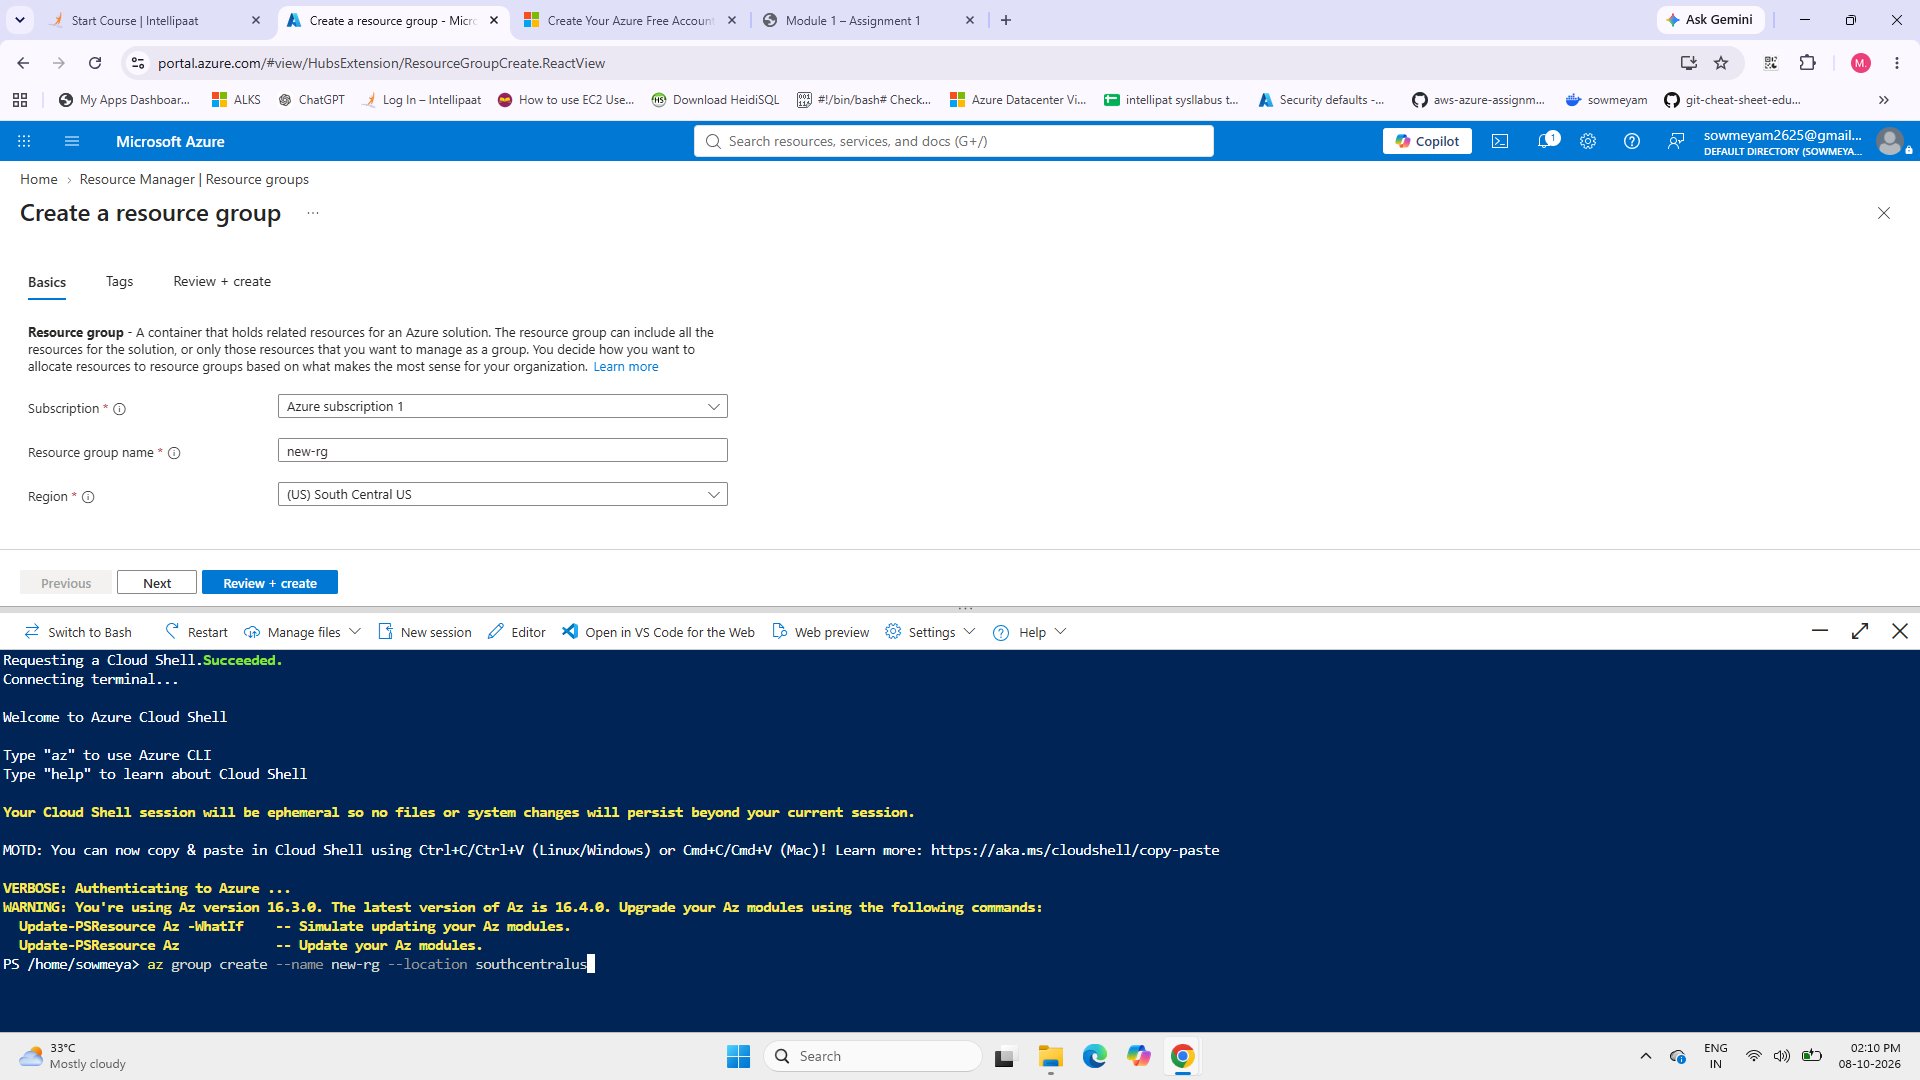 Start Course | Intellipaat
Create a resource group - Micro
Create Your Azure Free Account
Module 1 – Assignment 1
Ask Gemini
portal.azure.com/#view/HubsExtension/ResourceGroupCreate.ReactView
M.
My Apps Dashboar...
ALKS
ChatGPT
Log In – Intellipaat
How to use EC2 Use...
Download HeidiSQL
#!/bin/bash# Check...
Azure Datacenter Vi...
intellipat sysllabus t...
Security defaults -...
aws-azure-assignm...
sowmeyam
git-cheat-sheet-edu...
Microsoft Azure
Search resources, services, and docs (G+/)
Copilot
1
sowmeyam2625@gmail...
DEFAULT DIRECTORY (SOWMEYA...
Home > Resource Manager | Resource groups
Create a resource group ...
Basics
Tags
Review + create
Resource group - A container that holds related resources for an Azure solution. The resource group can include all the
resources for the solution, or only those resources that you want to manage as a group. You decide how you want to
allocate resources to resource groups based on what makes the most sense for your organization. Learn more
Subscription *
Azure subscription 1
Resource group name *
new-rg
Region *
(US) South Central US
Previous
Next
Review + create
Switch to Bash
Restart
Manage files
New session
Editor
Open in VS Code for the Web
Web preview
Settings
Help
Requesting a Cloud Shell.Succeeded.
Connecting terminal...
Welcome to Azure Cloud Shell
Type "az" to use Azure CLI
Type "help" to learn about Cloud Shell
Your Cloud Shell session will be ephemeral so no files or system changes will persist beyond your current session.
MOTD: You can now copy & paste in Cloud Shell using Ctrl+C/Ctrl+V (Linux/Windows) or Cmd+C/Cmd+V (Mac)! Learn more: https://aka.ms/cloudshell/copy-paste
VERBOSE: Authenticating to Azure ...
WARNING: You're using Az version 16.3.0. The latest version of Az is 16.4.0. Upgrade your Az modules using the following commands:
Update-PSResource Az -WhatIf    -- Simulate updating your Az modules.
Update-PSResource Az            -- Update your Az modules.
PS /home/sowmeya> az group create --name new-rg --location southcentralus
33°C
Mostly cloudy
Search
ENG
IN
02:10 PM
08-10-2026